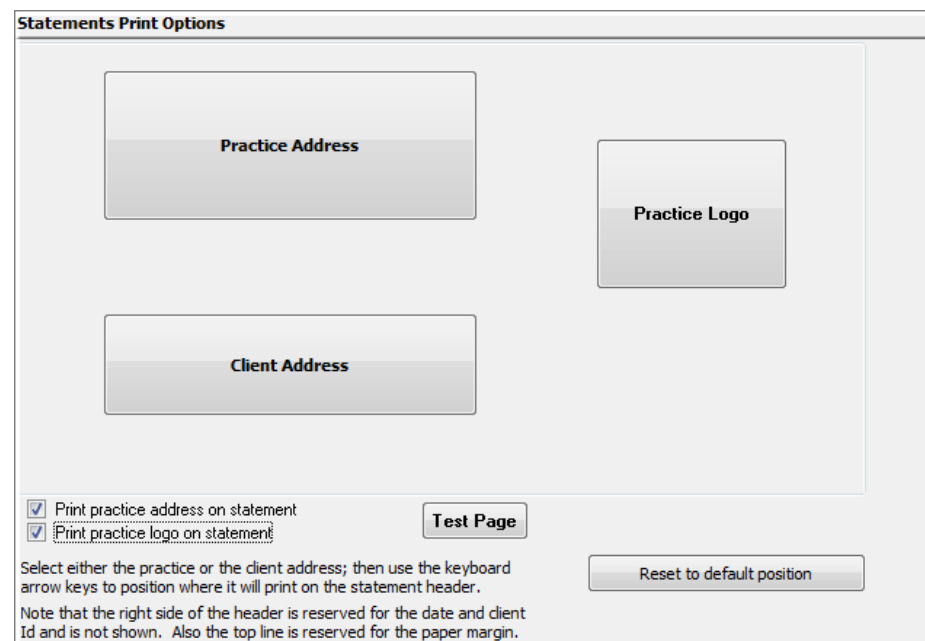 Statements Print Options
Practice Address
Practice Logo
Client Address
Print practice address on statement
Print practice logo on statement
Test Page
Select either the practice or the client address; then use the keyboard
arrow keys to position where it will print on the statement header.
Reset to default position
Note that the right side of the header is reserved for the date and client
Id and is not shown.  Also the top line is reserved for the paper margin.